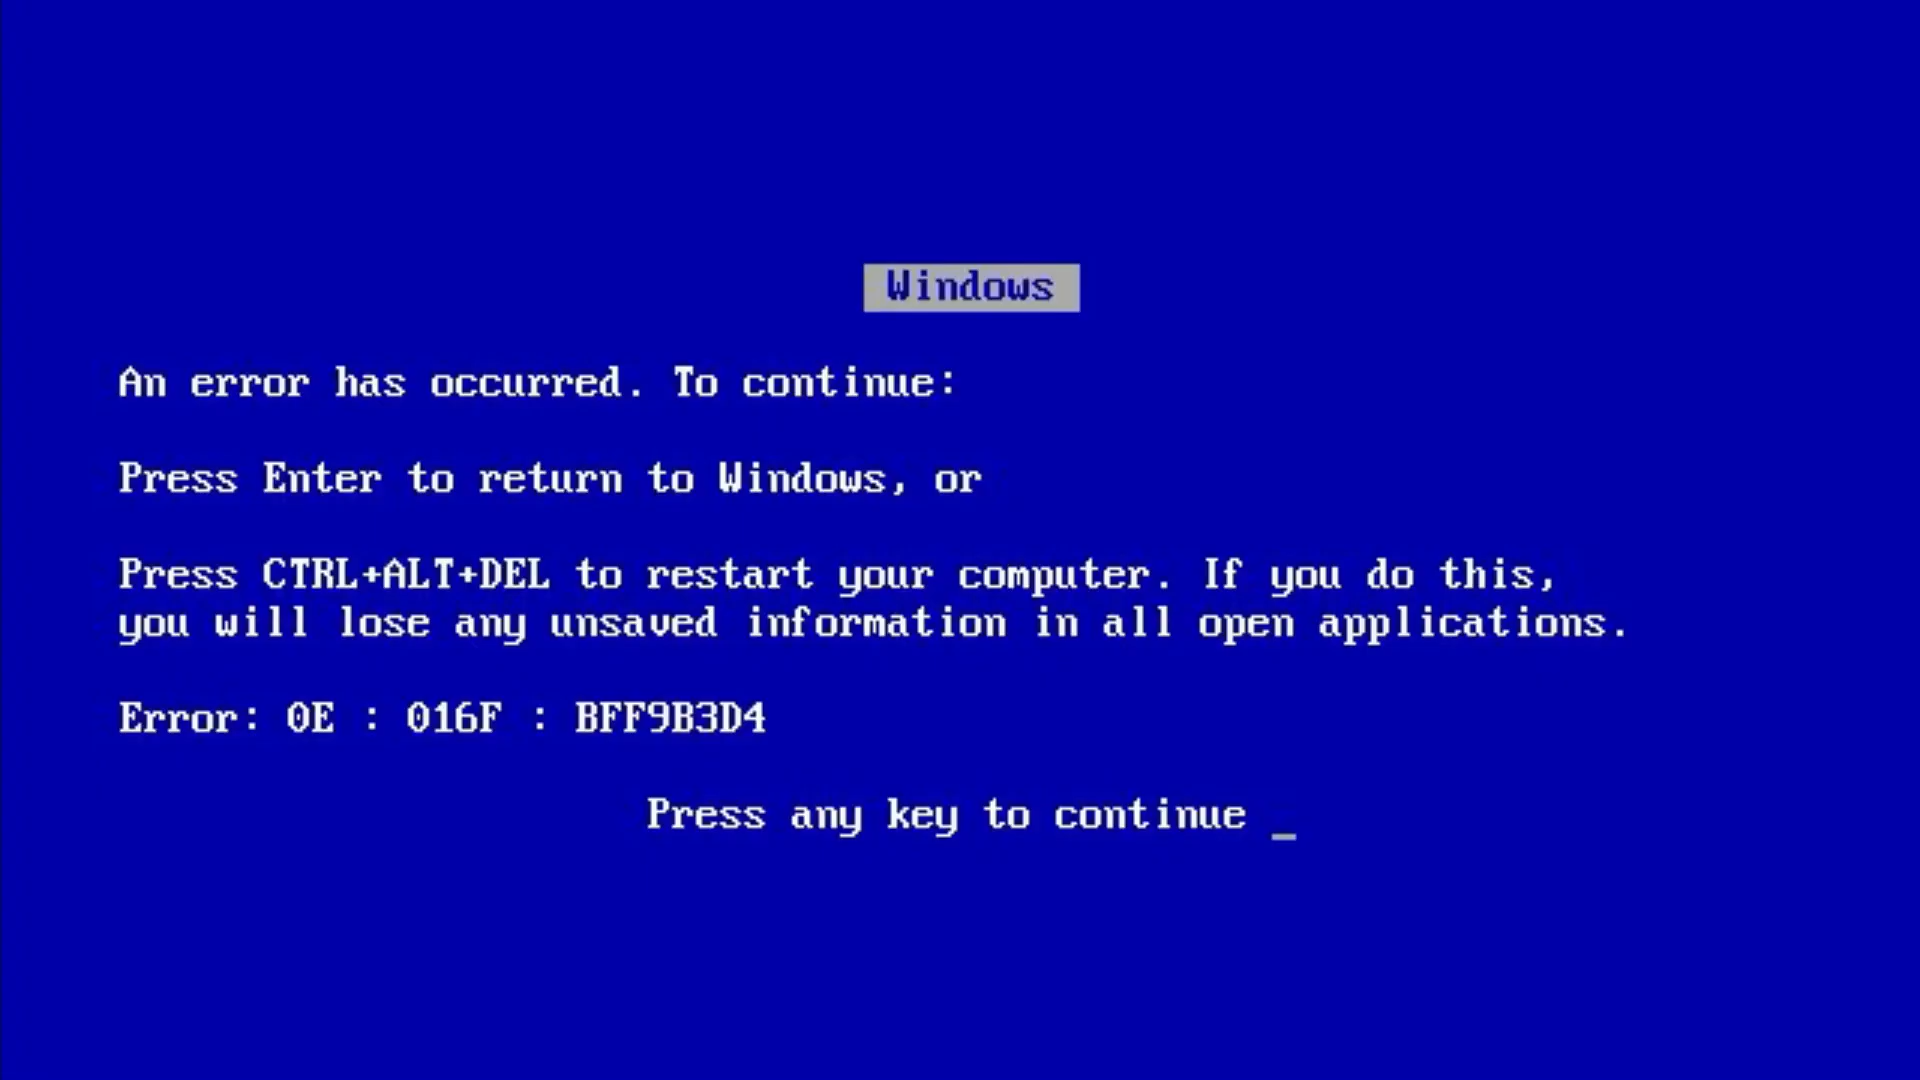 Windows
An error has occurred. To continue:
Press Enter to return to Windows, or
Press CTRL+ALT+DEL to restart your computer. If you do this,
you will lose any unsaved information in all open applications.
Error: 0E : 016F : BFF9B3D4
Press any key to continue _